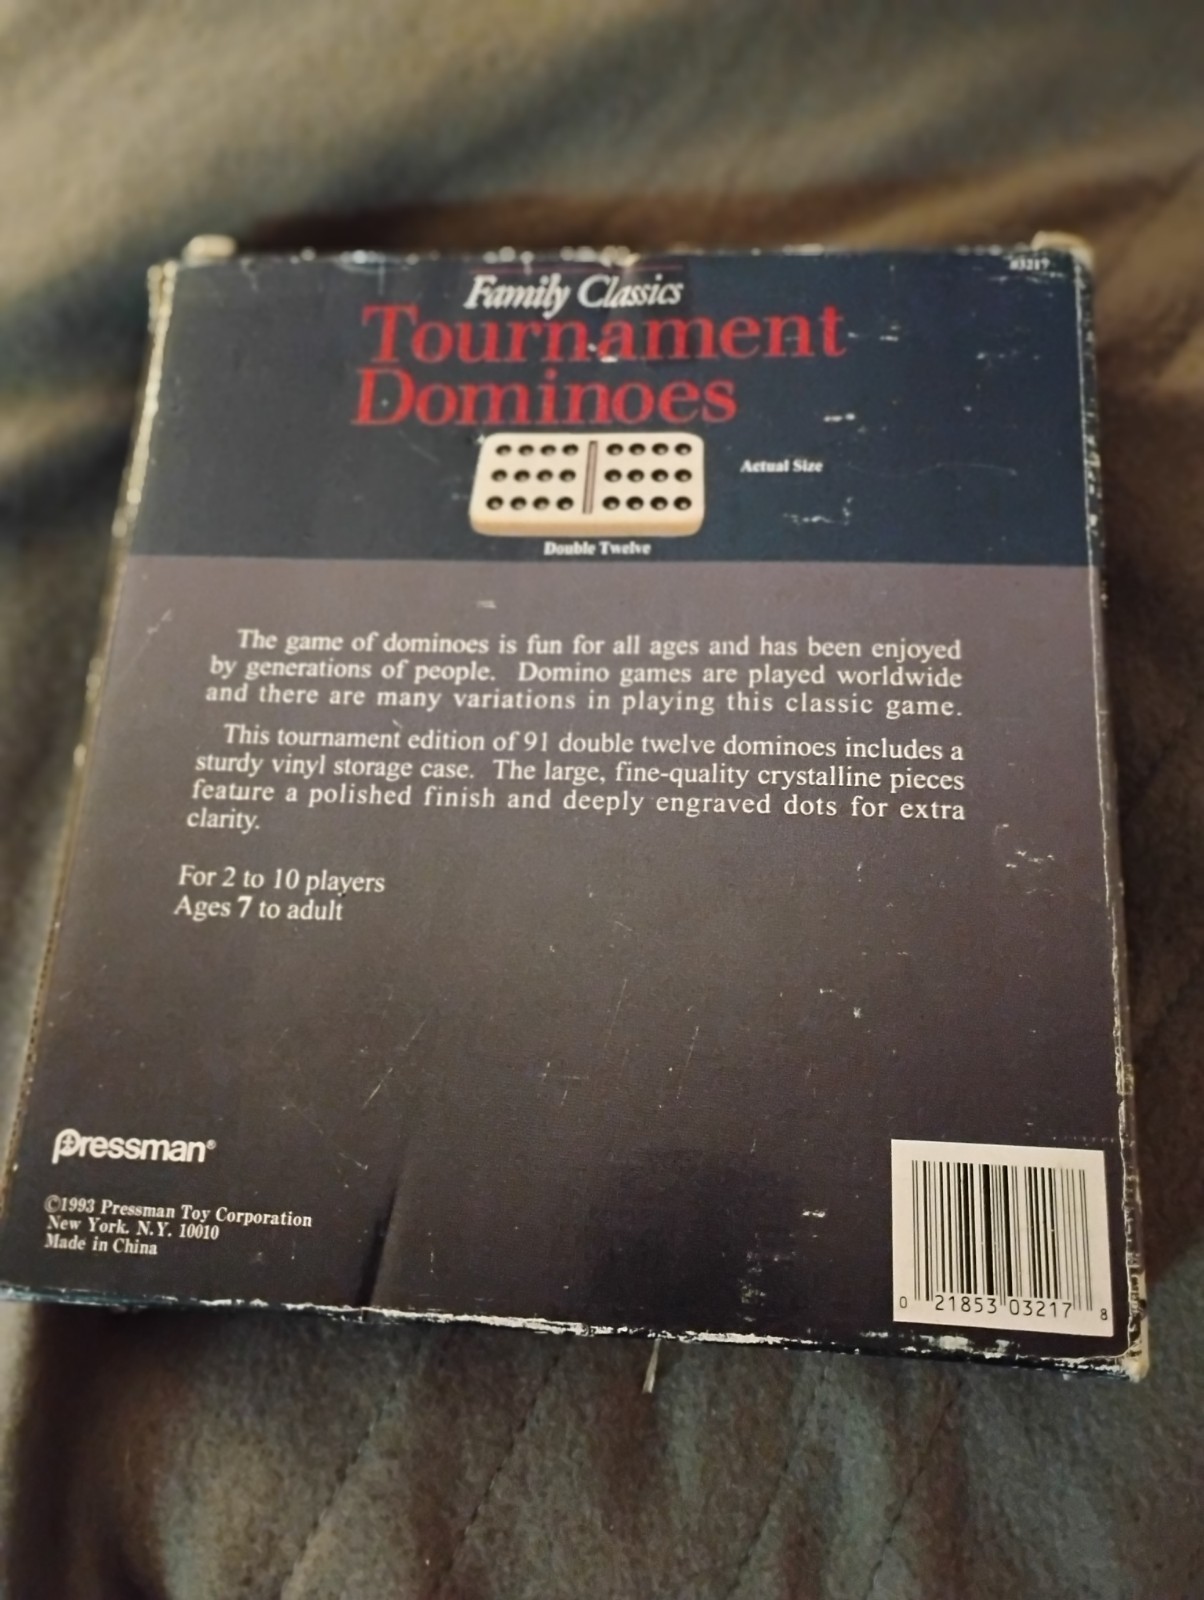 #3217
Family Classics
Tournament
Dominoes
Actual Size
Double Twelve
The game of dominoes is fun for all ages and has been enjoyed
by generations of people. Domino games are played worldwide
and there are many variations in playing this classic game.
This tournament edition of 91 double twelve dominoes includes a
sturdy vinyl storage case. The large, fine-quality crystalline pieces
feature a polished finish and deeply engraved dots for extra
clarity.
For 2 to 10 players
Ages 7 to adult
Pressman®
©1993 Pressman Toy Corporation
New York. N.Y. 10010
Made in China
0 21853 03217 8